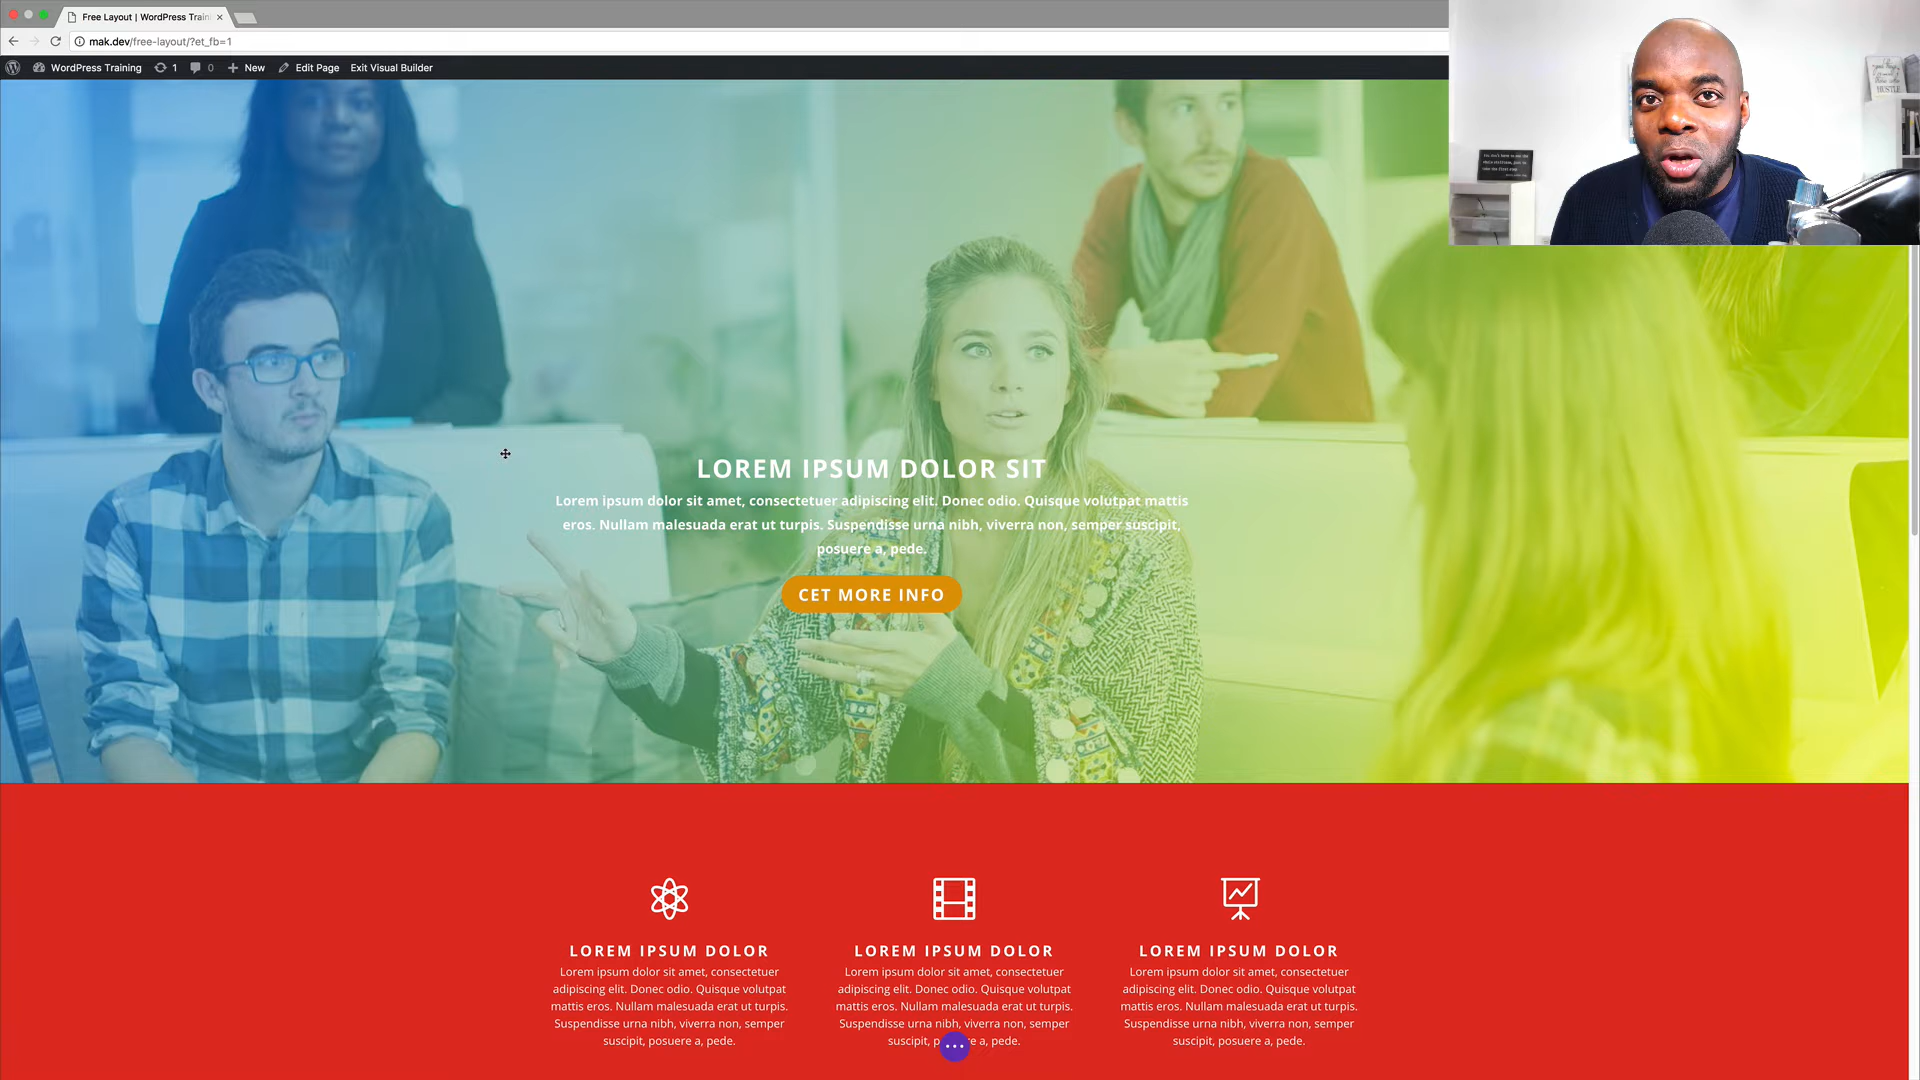 Free Layout | WordPress Train
mak.dev/free-layout/?et_fb=1
WordPress Training 1 0 New Edit Page Exit Visual Builder
HUSTLE
LOREM IPSUM DOLOR SIT
Lorem ipsum dolor sit amet, consectetuer adipiscing elit. Donec odio. Quisque volutpat mattis
eros. Nullam malesuada erat ut turpis. Suspendisse urna nibh, viverra non, semper suscipit,
posuere a, pede.
CET MORE INFO
LOREM IPSUM DOLOR
Lorem ipsum dolor sit amet, consectetuer
adipiscing elit. Donec odio. Quisque volutpat
mattis eros. Nullam malesuada erat ut turpis.
Suspendisse urna nibh, viverra non, semper
suscipit, posuere a, pede.
LOREM IPSUM DOLOR
Lorem ipsum dolor sit amet, consectetuer
adipiscing elit. Donec odio. Quisque volutpat
mattis eros. Nullam malesuada erat ut turpis.
Suspendisse urna nibh, viverra non, semper
suscipit, a, pede.
LOREM IPSUM DOLOR
Lorem ipsum dolor sit amet, consectetuer
adipiscing elit. Donec odio. Quisque volutpat
mattis eros. Nullam malesuada erat ut turpis.
Suspendisse urna nibh, viverra non, semper
suscipit, posuere a, pede.